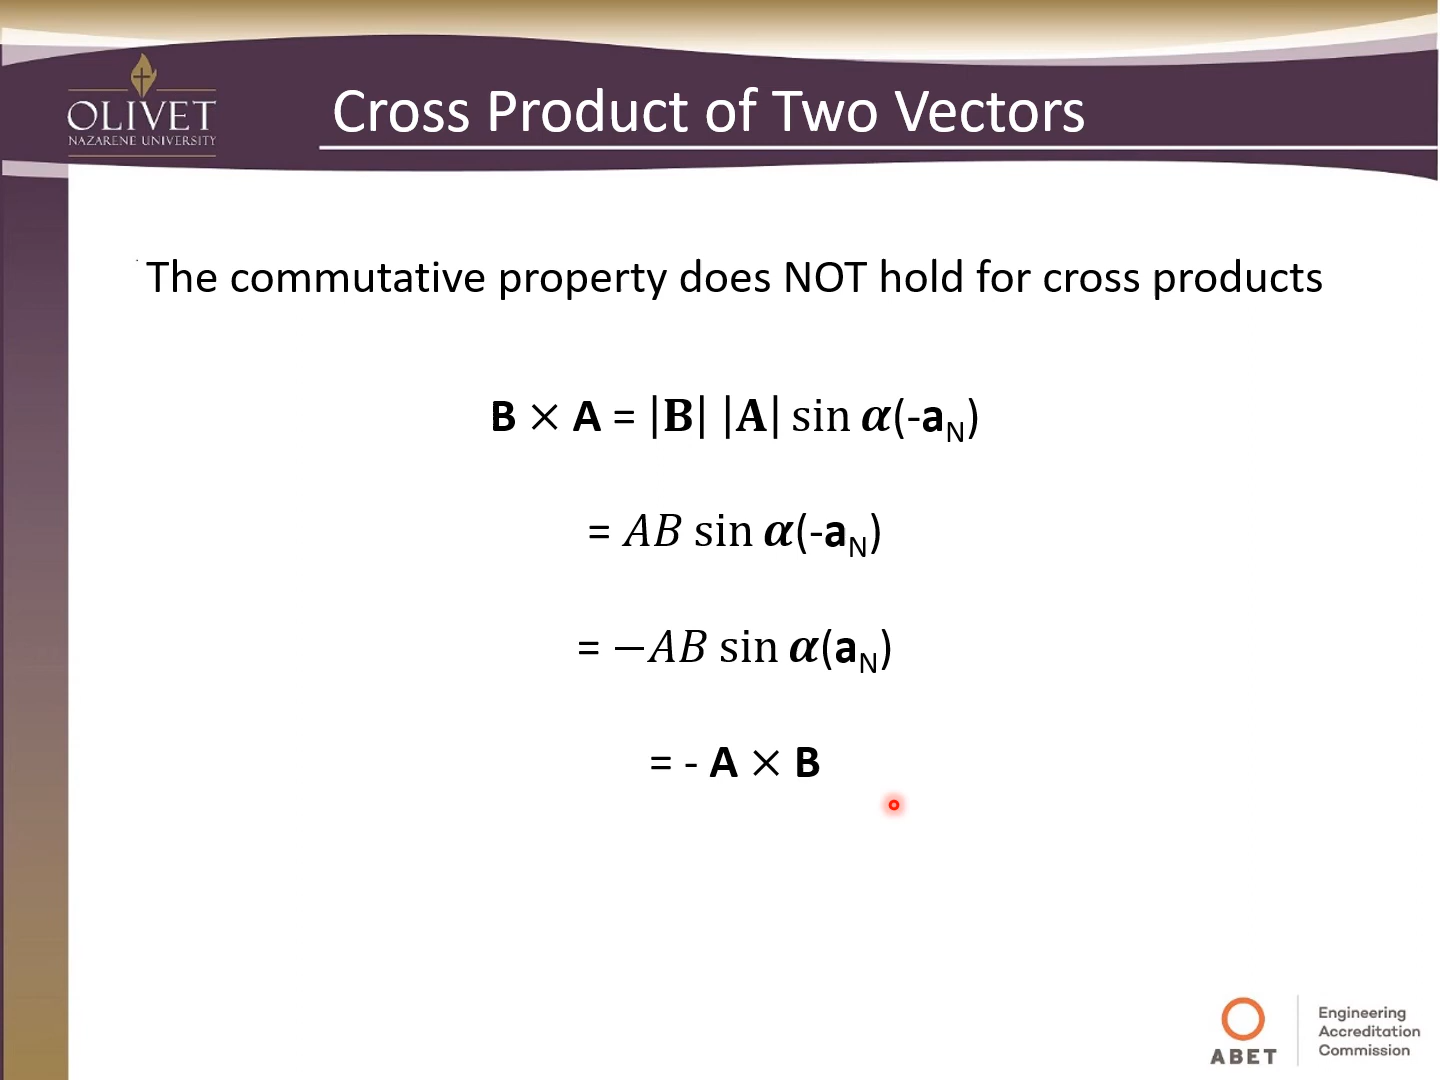 OLIVET
NAZARENE UNIVERSITY
Cross Product of Two Vectors
The commutative property does NOT hold for cross products
B × A = |B| |A| sin α(-aN)
= AB sin α(-aN)
= −AB sin α(aN)
= - A × B
ABET
Engineering
Accreditation
Commission